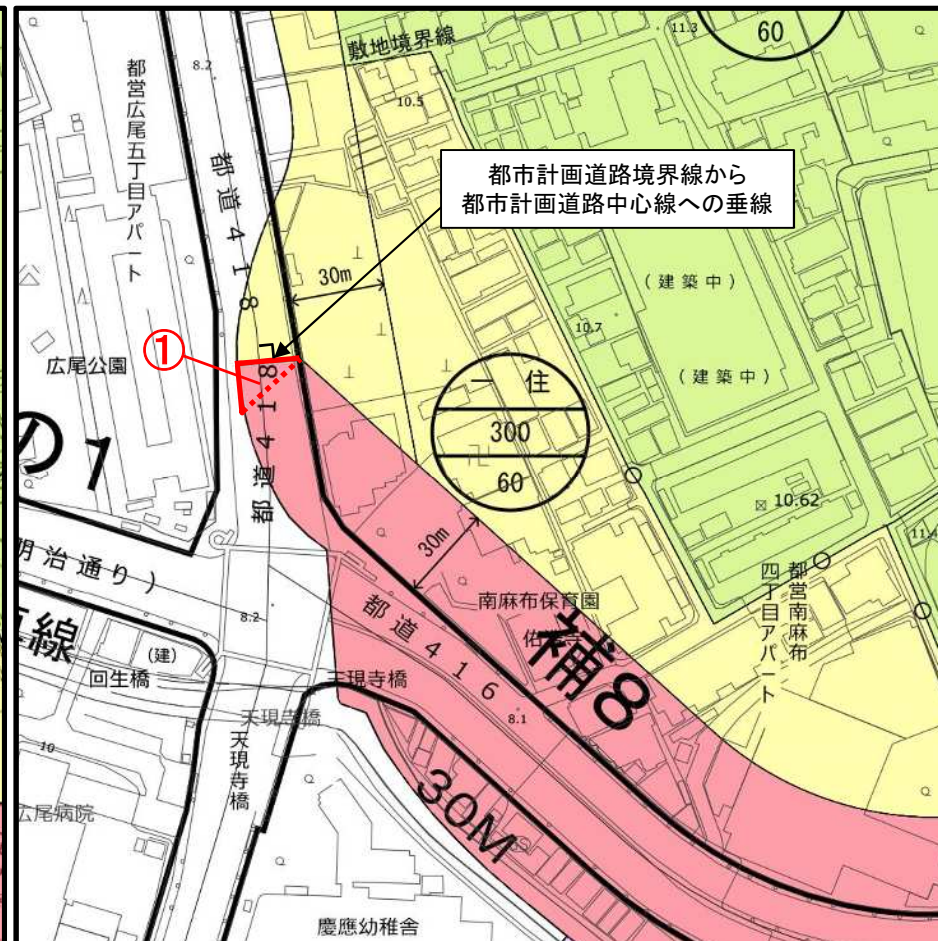 60
11.3
敷地境界線
8.2
都営広尾五丁目アパート
10.5
都道418
都市計画道路境界線から
都市計画道路中心線への垂線
30m
(建築中)
10.7
①
広尾公園
(建築中)
一住
300
60
都道418
の1
10.62
11.4
30m
明治通り)
南麻布保育園
都営南麻布
四丁目アパート
都道416
補8
8.2
線
(建)
回生橋
天現寺橋
8.1
天現寺橋
天現寺橋
10
30M
広尾病院
慶應幼稚舎